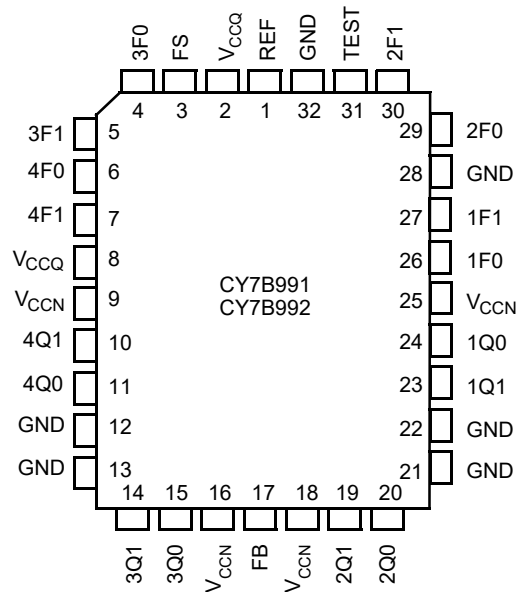 3F0 FS VCCQ REF GND TEST 2F1
4 3 2 1 32 31 30
3F1 5 29 2F0
4F0 6 28 GND
4F1 7 27 1F1
VCCQ 8 26 1F0
CY7B991
CY7B992
VCCN 9 25 VCCN
4Q1 10 24 1Q0
4Q0 11 23 1Q1
GND 12 22 GND
GND 13 21 GND
14 15 16 17 18 19 20
3Q1 3Q0 VCCN FB VCCN 2Q1 2Q0